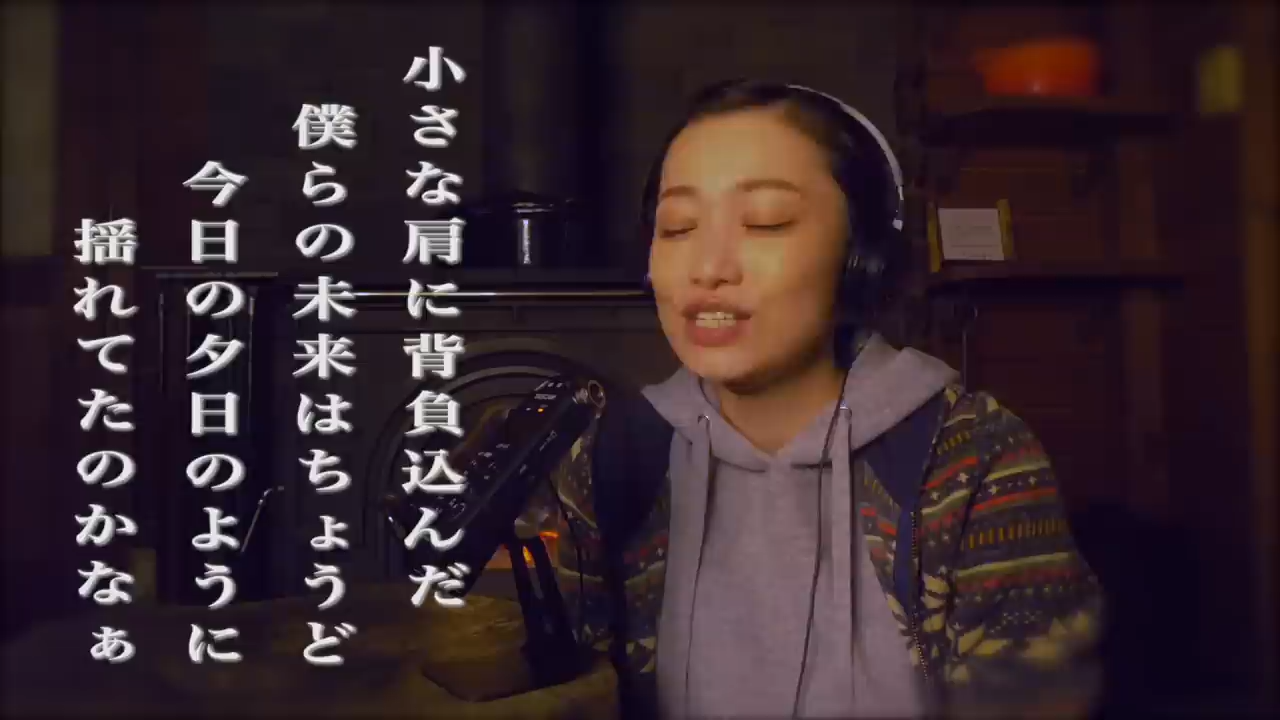 小さな肩に背負込んだ
僕らの未来はちょうど
今日の夕日のように
揺れてたのかなぁ
TASCAM